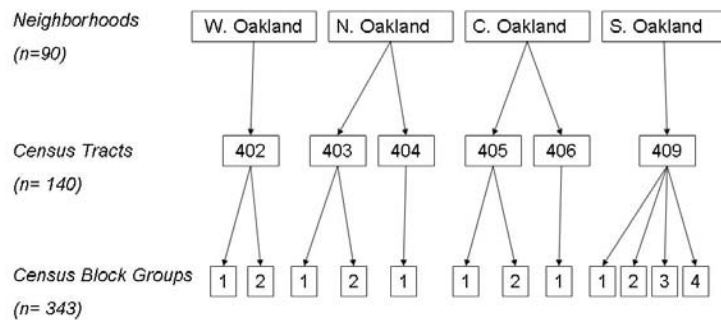 Neighborhoods W. Oakland N. Oakland C. Oakland S. Oakland
(n=90)
Census Tracts 402 403 404 405 406 409
(n= 140)
Census Block Groups 1 2 1 2 1 1 2 1 1 2 3 4
(n= 343)